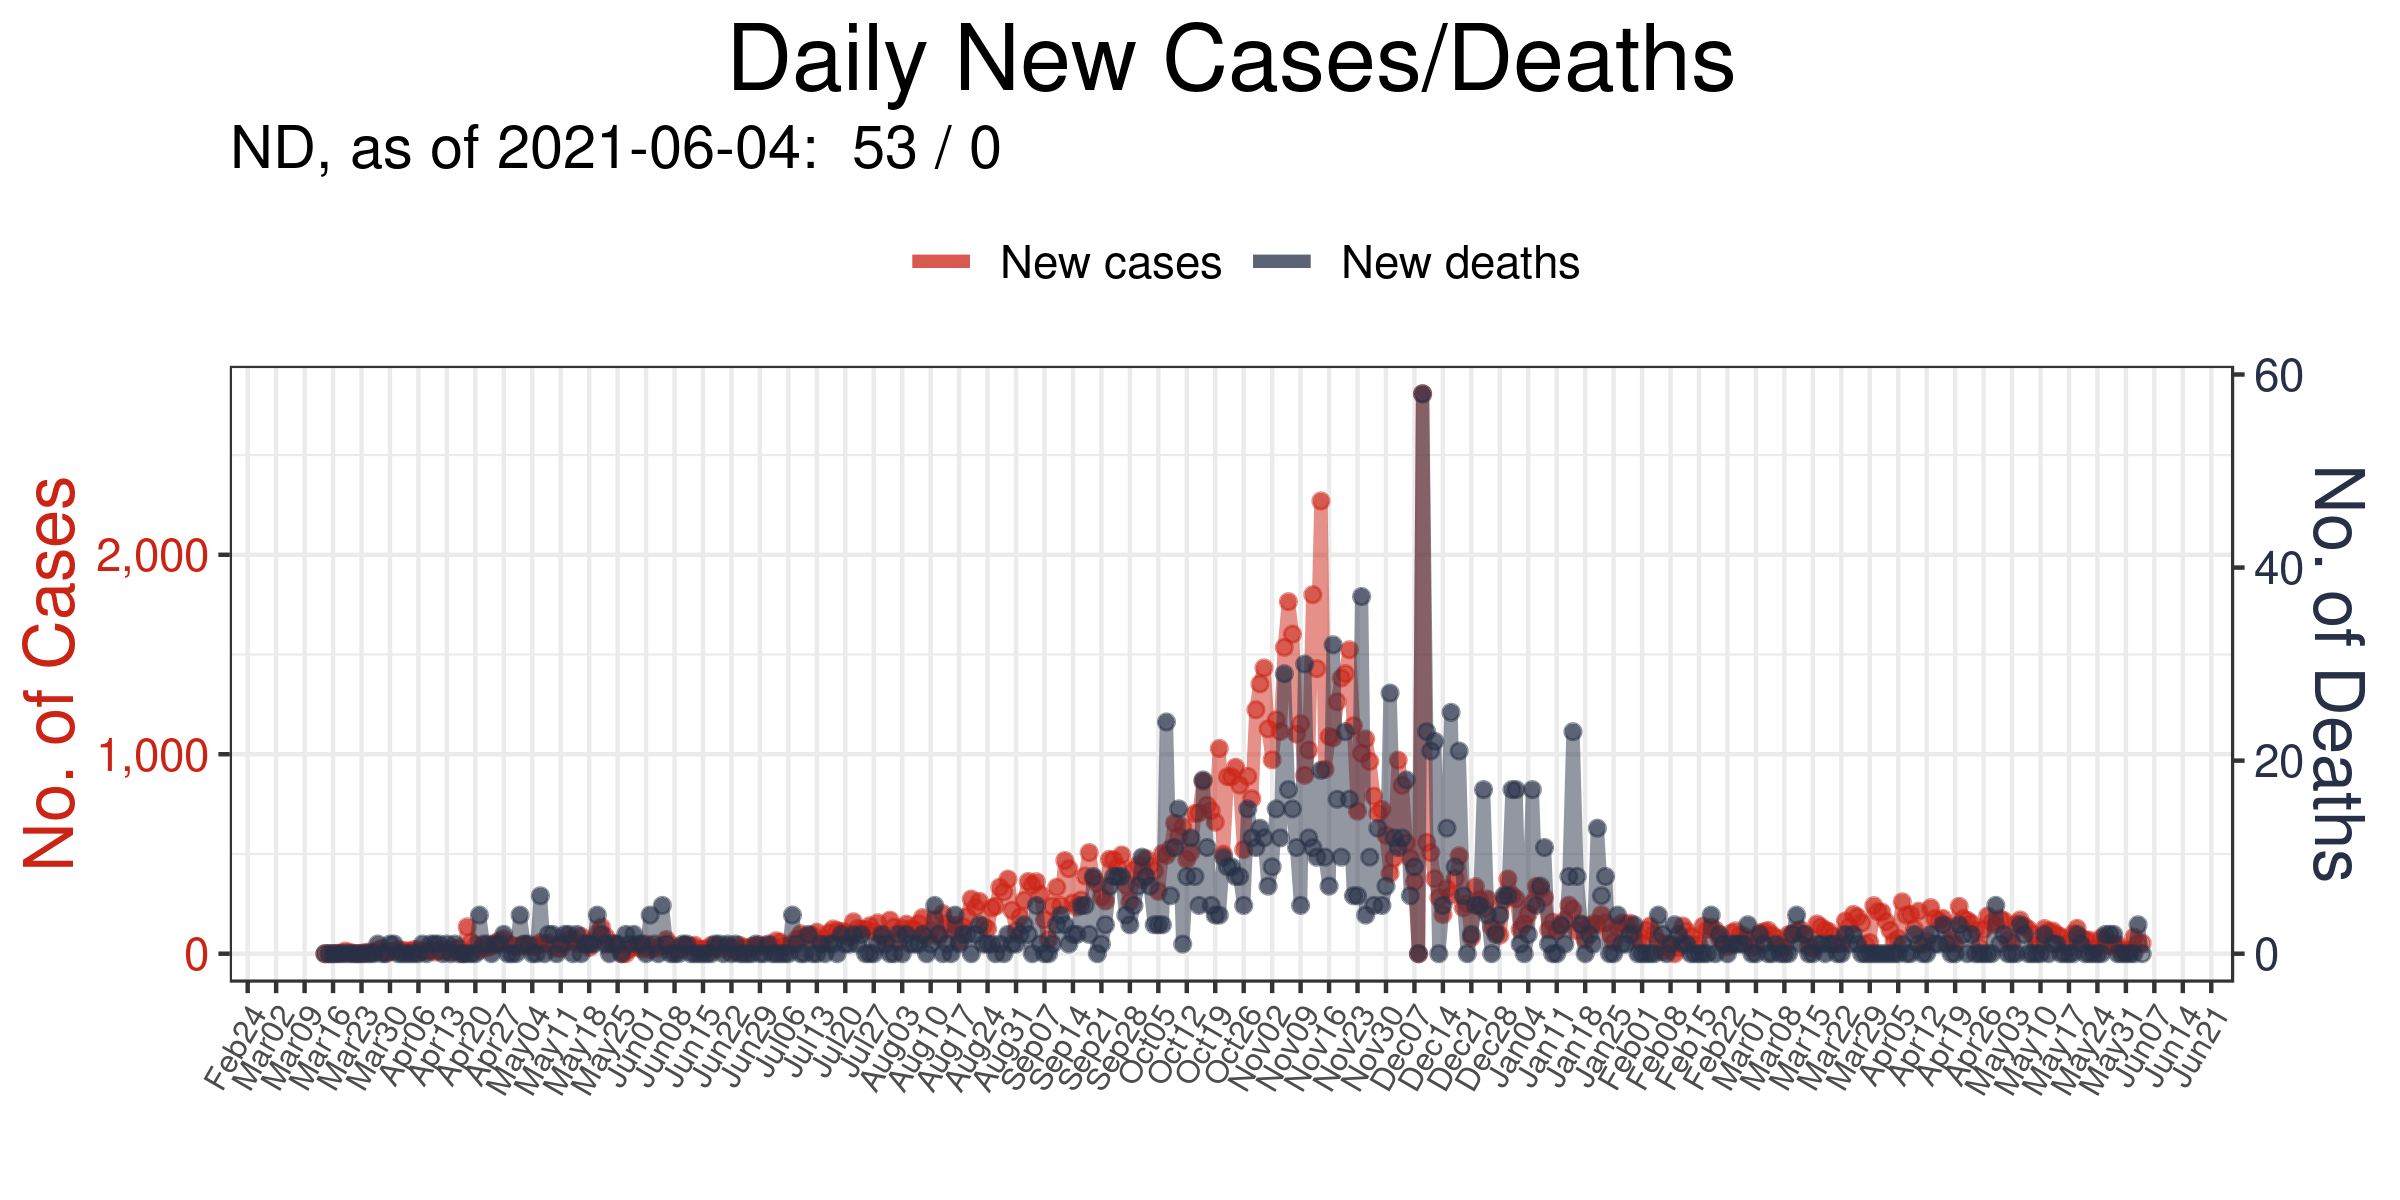 Daily New Cases/Deaths
ND, as of 2021-06-04:  53 / 0
New cases New deaths
No. of Cases
2,000
1,000
0
60
40
20
0
No. of Deaths
Feb24 Mar02 Mar09 Mar16 Mar23 Mar30 Apr06 Apr13 Apr20 Apr27 May04 May11 May18 May25 Jun01 Jun08 Jun15 Jun22 Jun29 Jul06 Jul13 Jul20 Jul27 Aug03 Aug10 Aug17 Aug24 Aug31 Sep07 Sep14 Sep21 Sep28 Oct05 Oct12 Oct19 Oct26 Nov02 Nov09 Nov16 Nov23 Nov30 Dec07 Dec14 Dec21 Dec28 Jan04 Jan11 Jan18 Jan25 Feb01 Feb08 Feb15 Feb22 Mar01 Mar08 Mar15 Mar22 Mar29 Apr05 Apr12 Apr19 Apr26 May03 May10 May17 May24 May31 Jun07 Jun14 Jun21